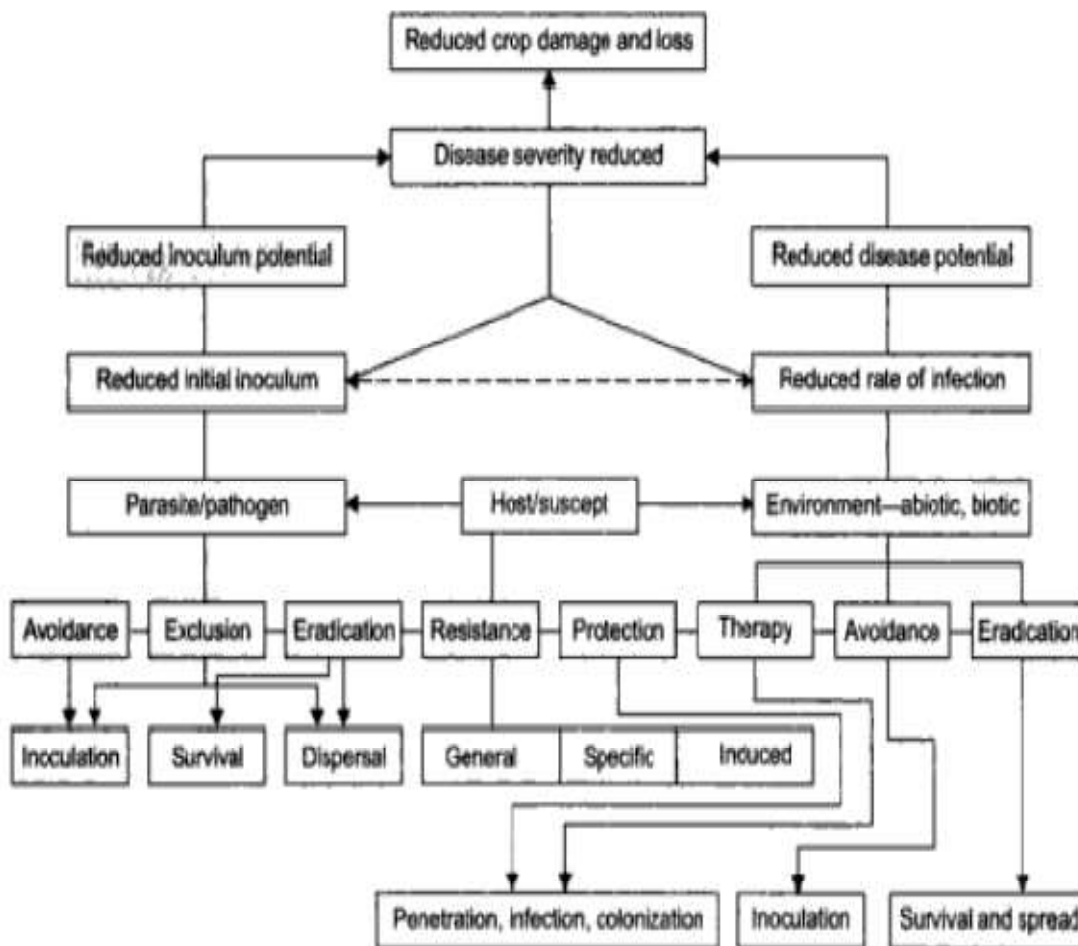 Reduced crop damage and loss
Disease severity reduced
Reduced inoculum potential
Reduced disease potential
Reduced initial inoculum
Reduced rate of infection
Parasite/pathogen
Host/suscept
Environment—abiotic, biotic
Avoidance
Exclusion
Eradication
Resistance
Protection
Therapy
Avoidance
Eradication
Inoculation
Survival
Dispersal
General
Specific
Induced
Penetration, infection, colonization
Inoculation
Survival and spread